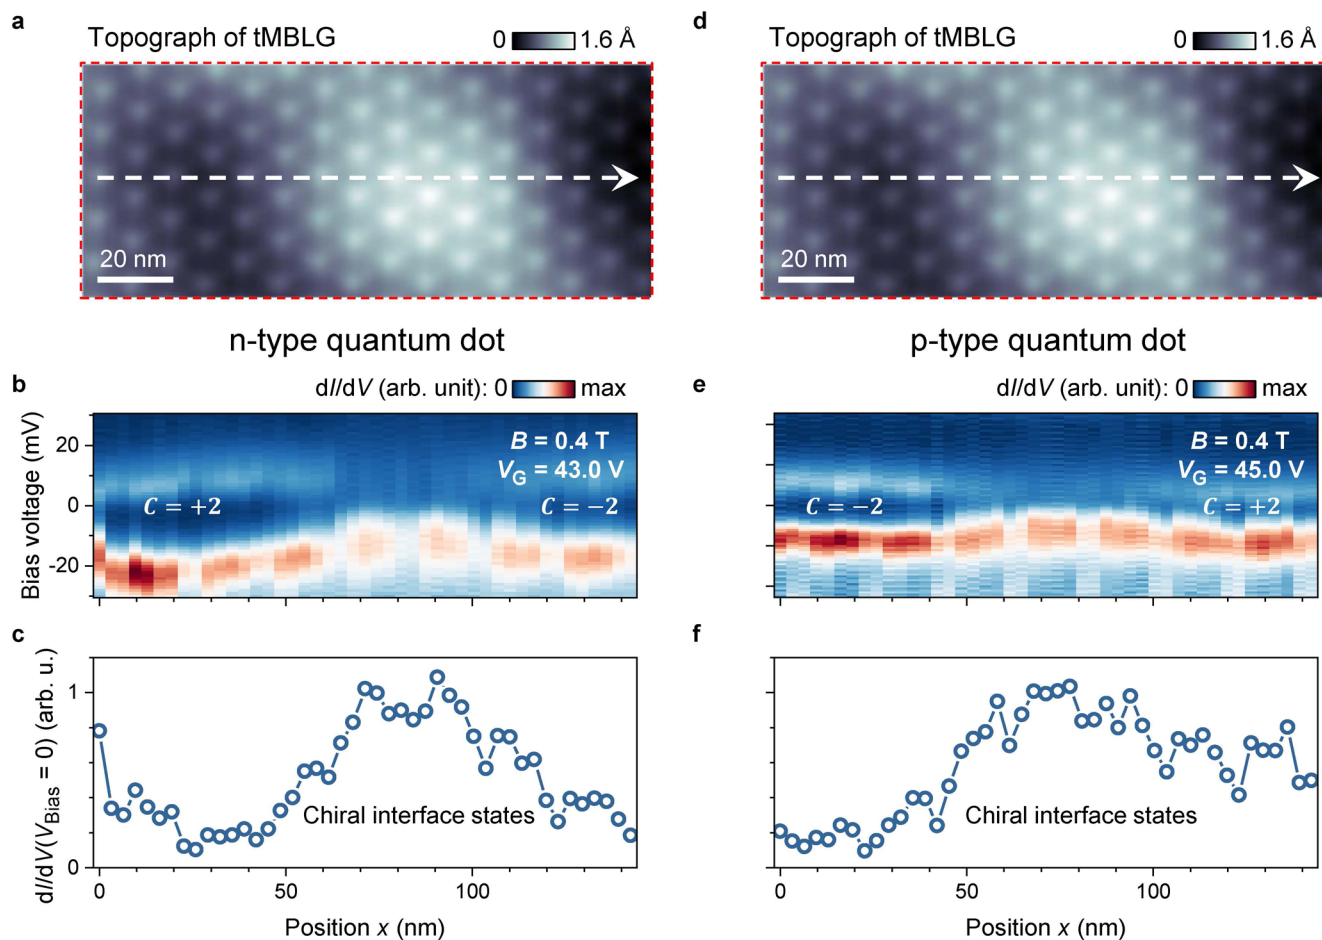 a
Topograph of tMBLG
0 1.6 Å
20 nm
d
Topograph of tMBLG
0 1.6 Å
20 nm
n-type quantum dot
p-type quantum dot
b
dI/dV (arb. unit): 0 max
Bias voltage (mV)
20
0
-20
B = 0.4 T
V_G = 43.0 V
C = +2
C = −2
e
dI/dV (arb. unit): 0 max
B = 0.4 T
V_G = 45.0 V
C = −2
C = +2
c
dI/dV(V_Bias = 0) (arb. u.)
1
0
Chiral interface states
0 50 100
Position x (nm)
f
Chiral interface states
0 50 100
Position x (nm)